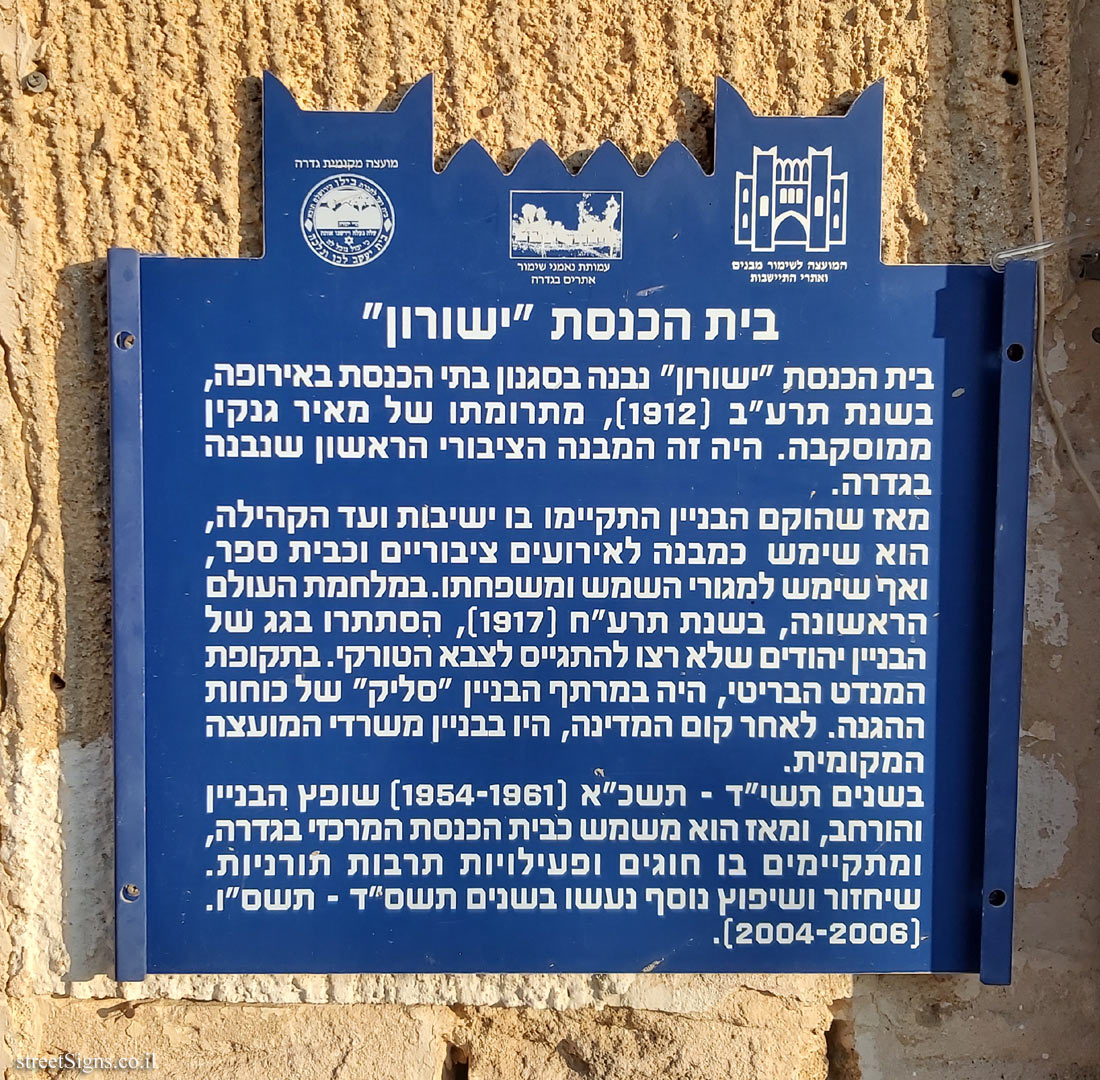 מועצה מקומית גדרה
בית יעקב לכו ונלכה
עמותת נאמני שימור
אתרים בגדרה
המועצה לשימור מבנים
ואתרי התיישבות
בית הכנסת "ישורון"
בית הכנסת "ישורון" נבנה בסגנון בתי הכנסת באירופה,
בשנת תרע"ב (1912), מתרומתו של מאיר גנקין
ממוסקבה. היה זה המבנה הציבורי הראשון שנבנה
בגדרה.
מאז שהוקם הבניין התקיימו בו ישיבות ועד הקהילה,
הוא שימש כמבנה לאירועים ציבוריים וכבית ספר,
ואף שימש למגורי השמש ומשפחתו. במלחמת העולם
הראשונה, בשנת תרע"ח (1917), הסתתרו בגג של
הבניין יהודים שלא רצו להתגייס לצבא הטורקי. בתקופת
המנדט הבריטי, היה במרתף הבניין "סליק" של כוחות
ההגנה. לאחר קום המדינה, היו בבניין משרדי המועצה
המקומית.
בשנים תשי"ד - תשכ"א (1954-1961) שופץ הבניין
והורחב, ומאז הוא משמש כבית הכנסת המרכזי בגדרה,
ומתקיימים בו חוגים ופעילויות תרבות תורניות.
שיחזור ושיפוץ נוסף נעשו בשנים תשס"ד - תשס"ו.
(2004-2006).
streetSigns.co.il